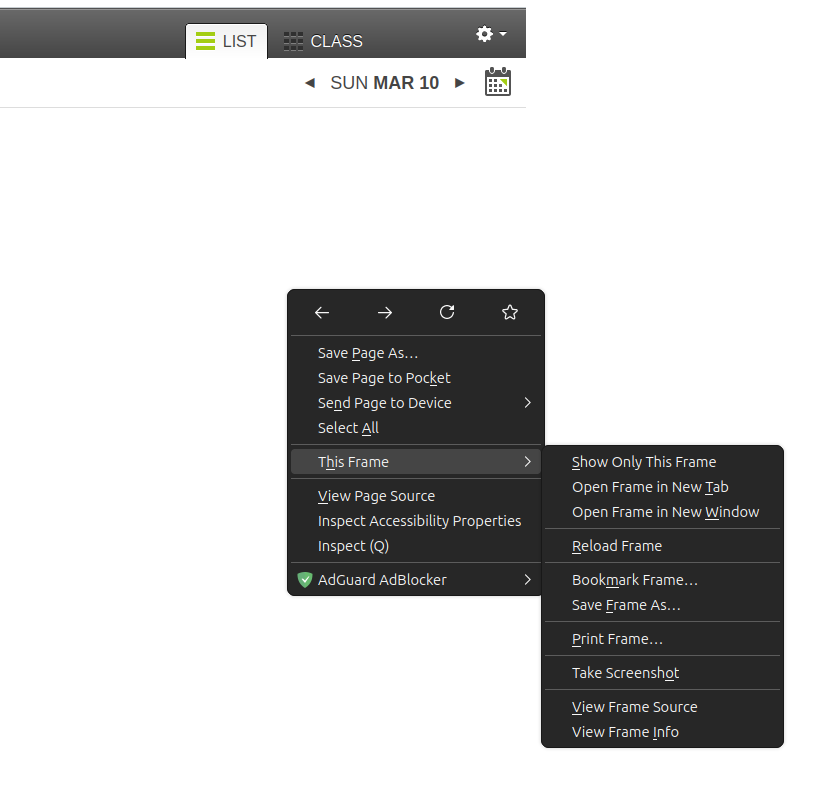 LIST
CLASS
SUN MAR 10
Save Page As…
Save Page to Pocket
Send Page to Device
Select All
This Frame
View Page Source
Inspect Accessibility Properties
Inspect (Q)
AdGuard AdBlocker
Show Only This Frame
Open Frame in New Tab
Open Frame in New Window
Reload Frame
Bookmark Frame…
Save Frame As…
Print Frame…
Take Screenshot
View Frame Source
View Frame Info